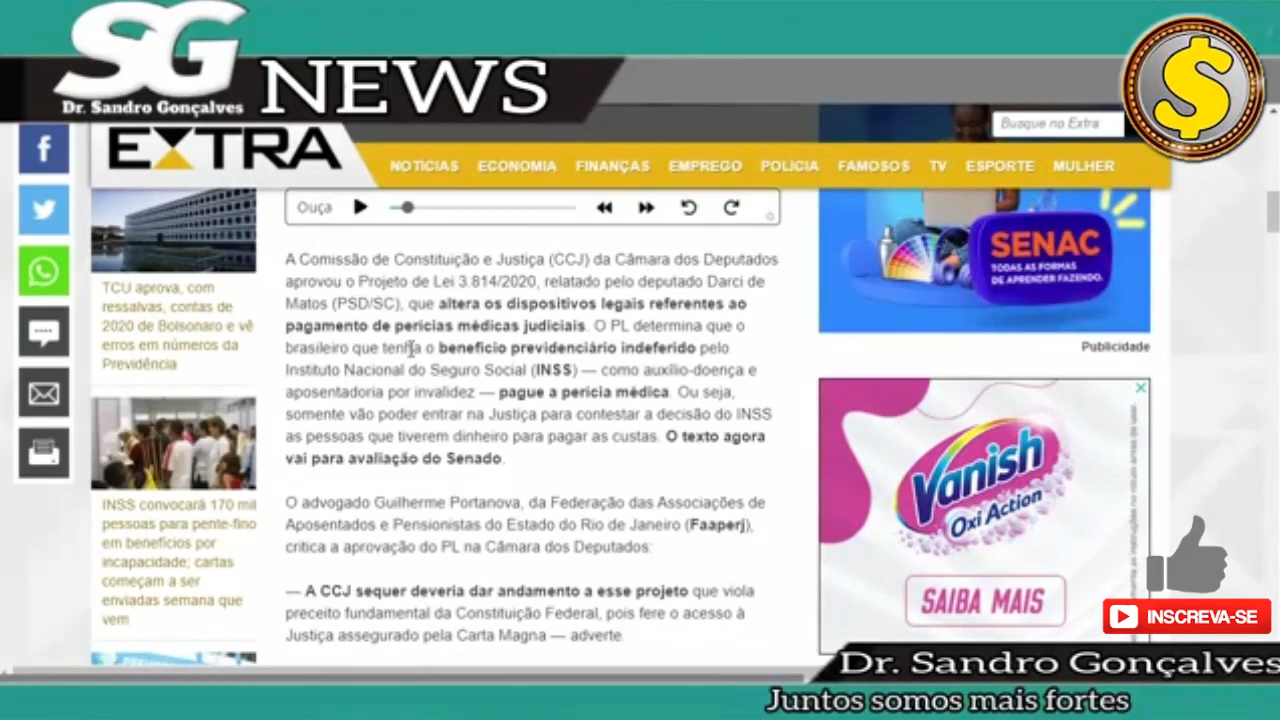 SG
Dr. Sandro Gonçalves
NEWS
EXTRA
Busque no Extra
NOTÍCIAS ECONOMIA FINANÇAS EMPREGO POLÍCIA FAMOSOS TV ESPORTE MULHER
Ouça
TCU aprova, com
ressalvas, contas de
2020 de Bolsonaro e vê
erros em números da
Previdência
INSS convocará 170 mil
pessoas para pente-fino
em benefícios por
incapacidade; cartas
começam a ser
enviadas semana que
vem
A Comissão de Constituição e Justiça (CCJ) da Câmara dos Deputados
aprovou o Projeto de Lei 3.814/2020, relatado pelo deputado Darci de
Matos (PSD/SC), que altera os dispositivos legais referentes ao
pagamento de perícias médicas judiciais. O PL determina que o
brasileiro que tenha o benefício previdenciário indeferido pelo
Instituto Nacional do Seguro Social (INSS) — como auxílio-doença e
aposentadoria por invalidez — pague a perícia médica. Ou seja,
somente vão poder entrar na Justiça para contestar a decisão do INSS
as pessoas que tiverem dinheiro para pagar as custas. O texto agora
vai para avaliação do Senado.
O advogado Guilherme Portanova, da Federação das Associações de
Aposentados e Pensionistas do Estado do Rio de Janeiro (Faaperj),
critica a aprovação do PL na Câmara dos Deputados:
— A CCJ sequer deveria dar andamento a esse projeto que viola
preceito fundamental da Constituição Federal, pois fere o acesso à
Justiça assegurado pela Carta Magna — adverte.
SENAC
TODAS AS FORMAS
DE APRENDER FAZENDO.
Publicidade
Vanish
Oxi Action
SAIBA MAIS
INSCREVA-SE
Dr. Sandro Gonçalves
Juntos somos mais fortes